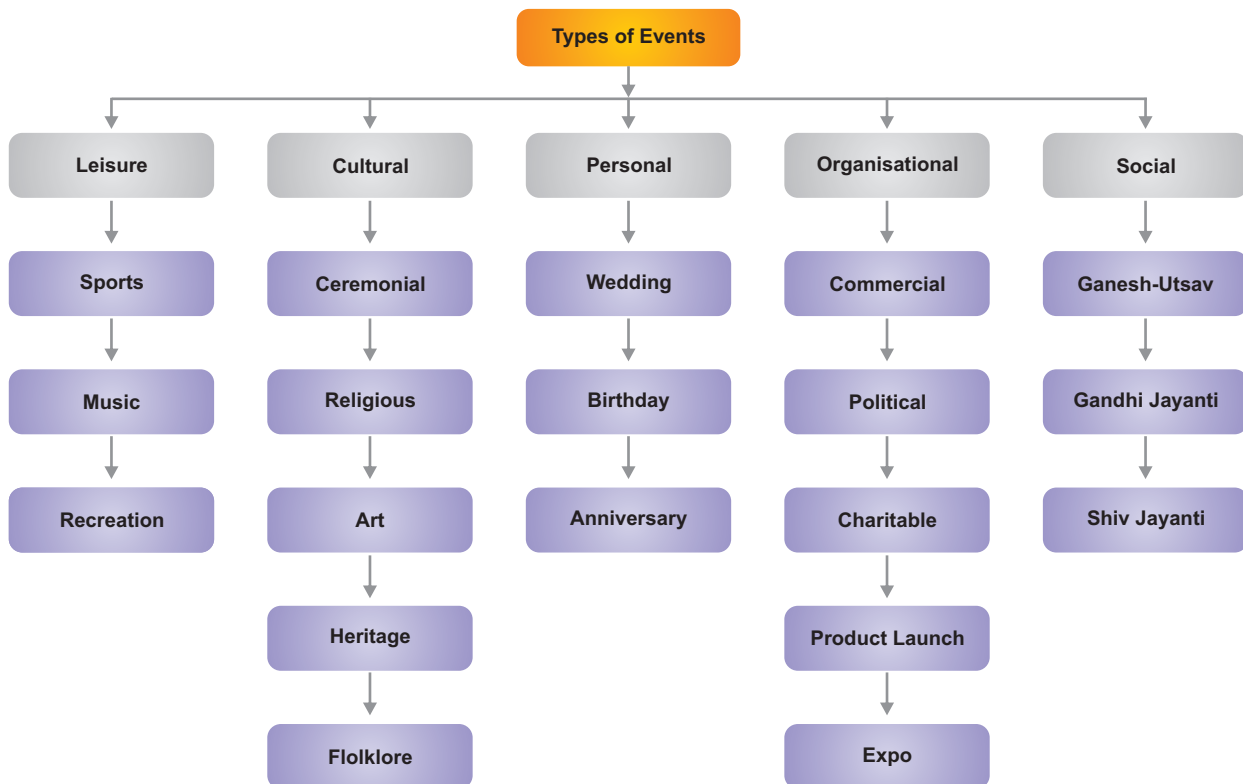 Types of Events
Leisure
Cultural
Personal
Organisational
Social
Sports
Ceremonial
Wedding
Commercial
Ganesh-Utsav
Music
Religious
Birthday
Political
Gandhi Jayanti
Recreation
Art
Anniversary
Charitable
Shiv Jayanti
Heritage
Product Launch
Flolklore
Expo